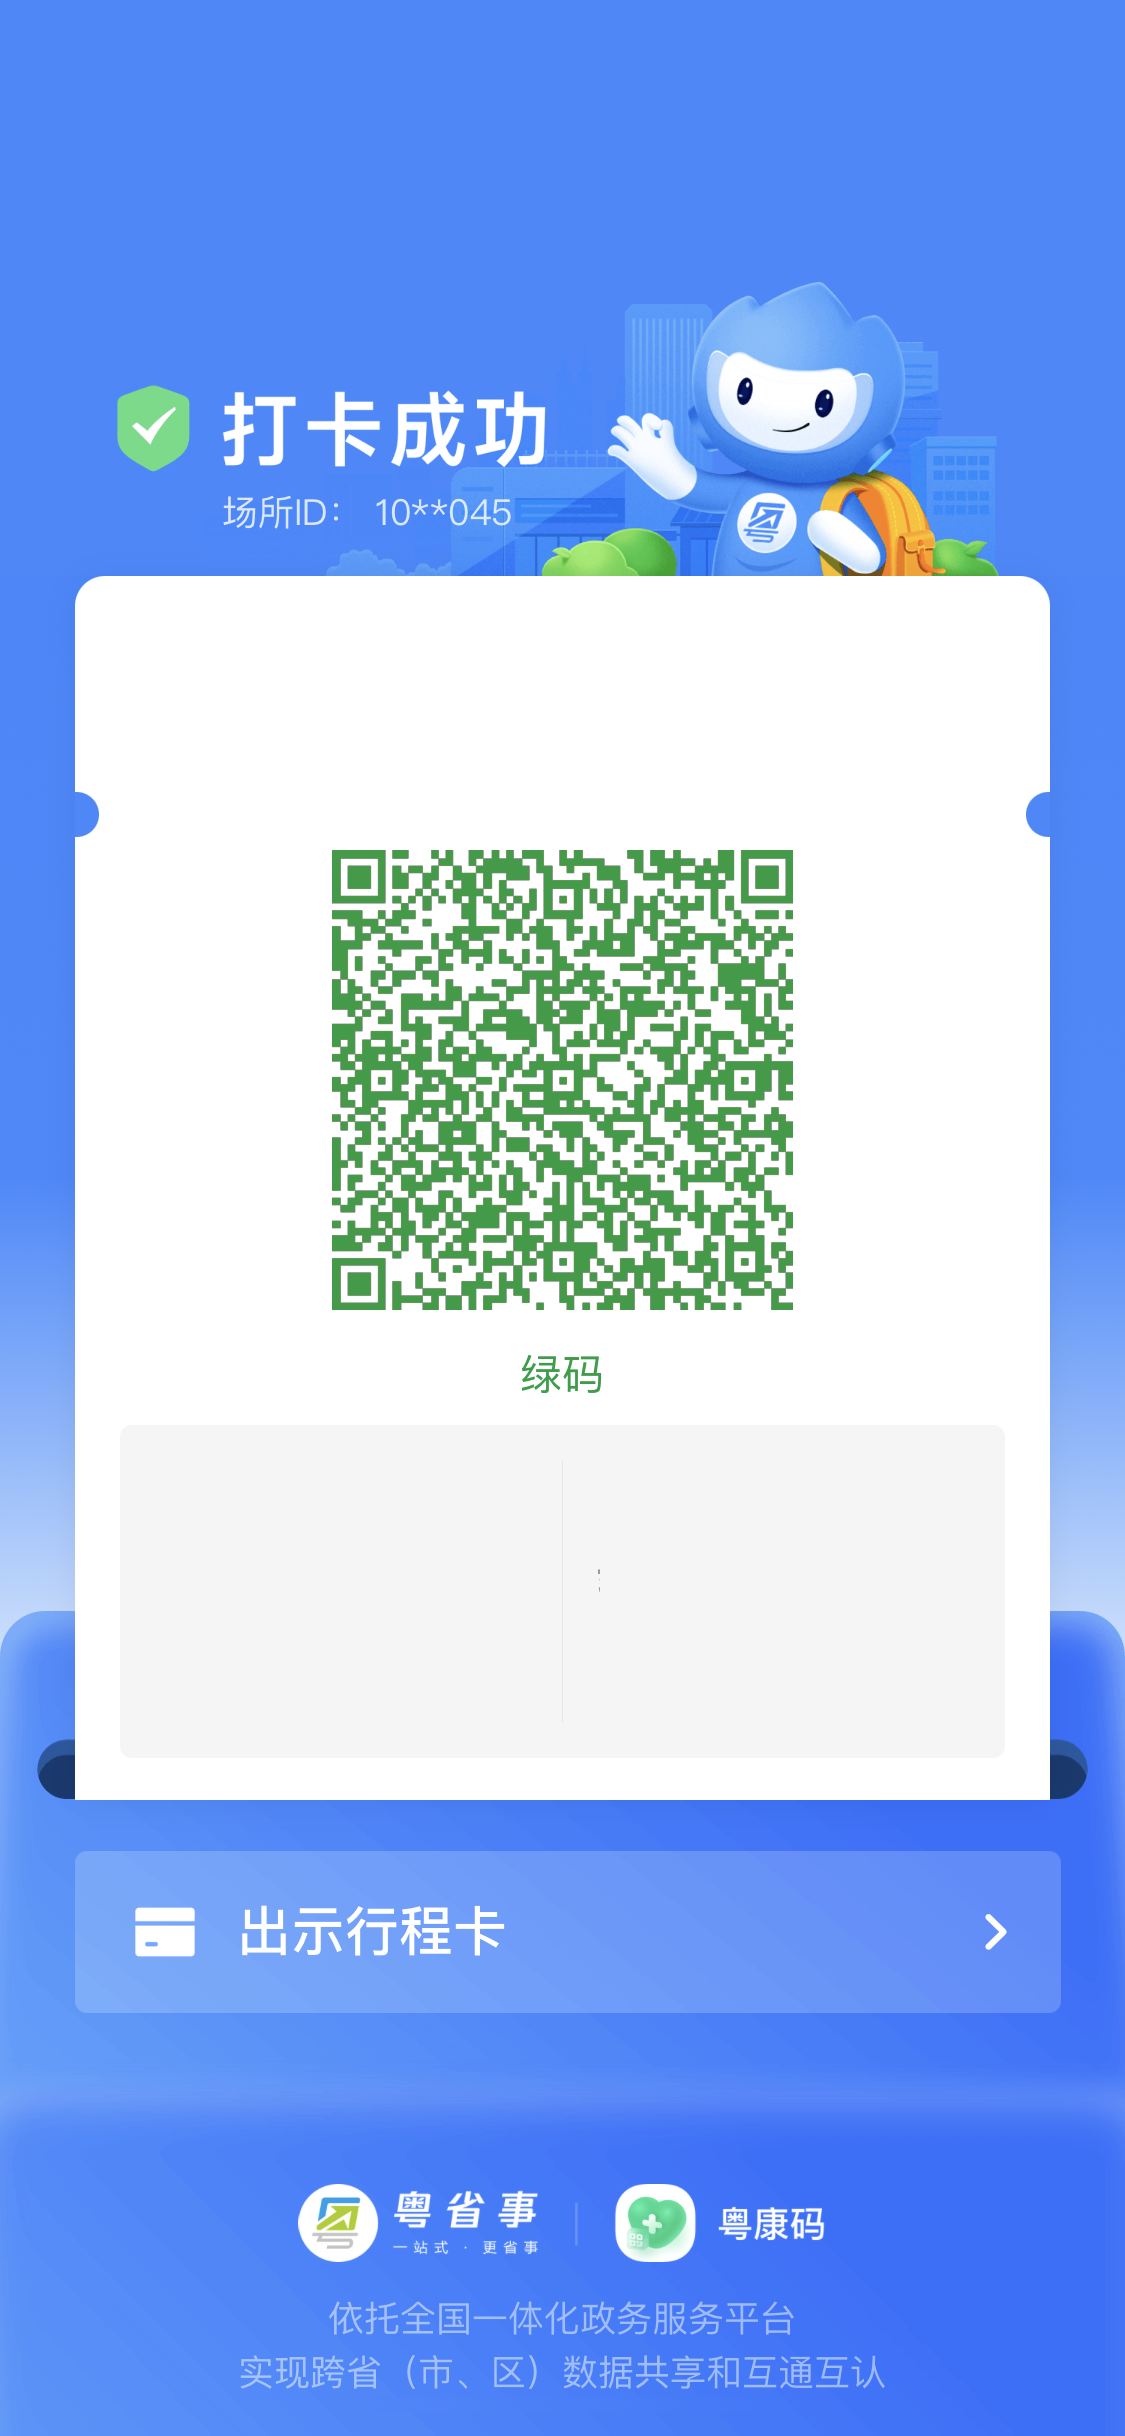 打卡成功
场所ID： 10**045
粤
绿码
出示行程卡
粤省事
一站式 · 更省事
粤康码
依托全国一体化政务服务平台
实现跨省（市、区）数据共享和互通互认